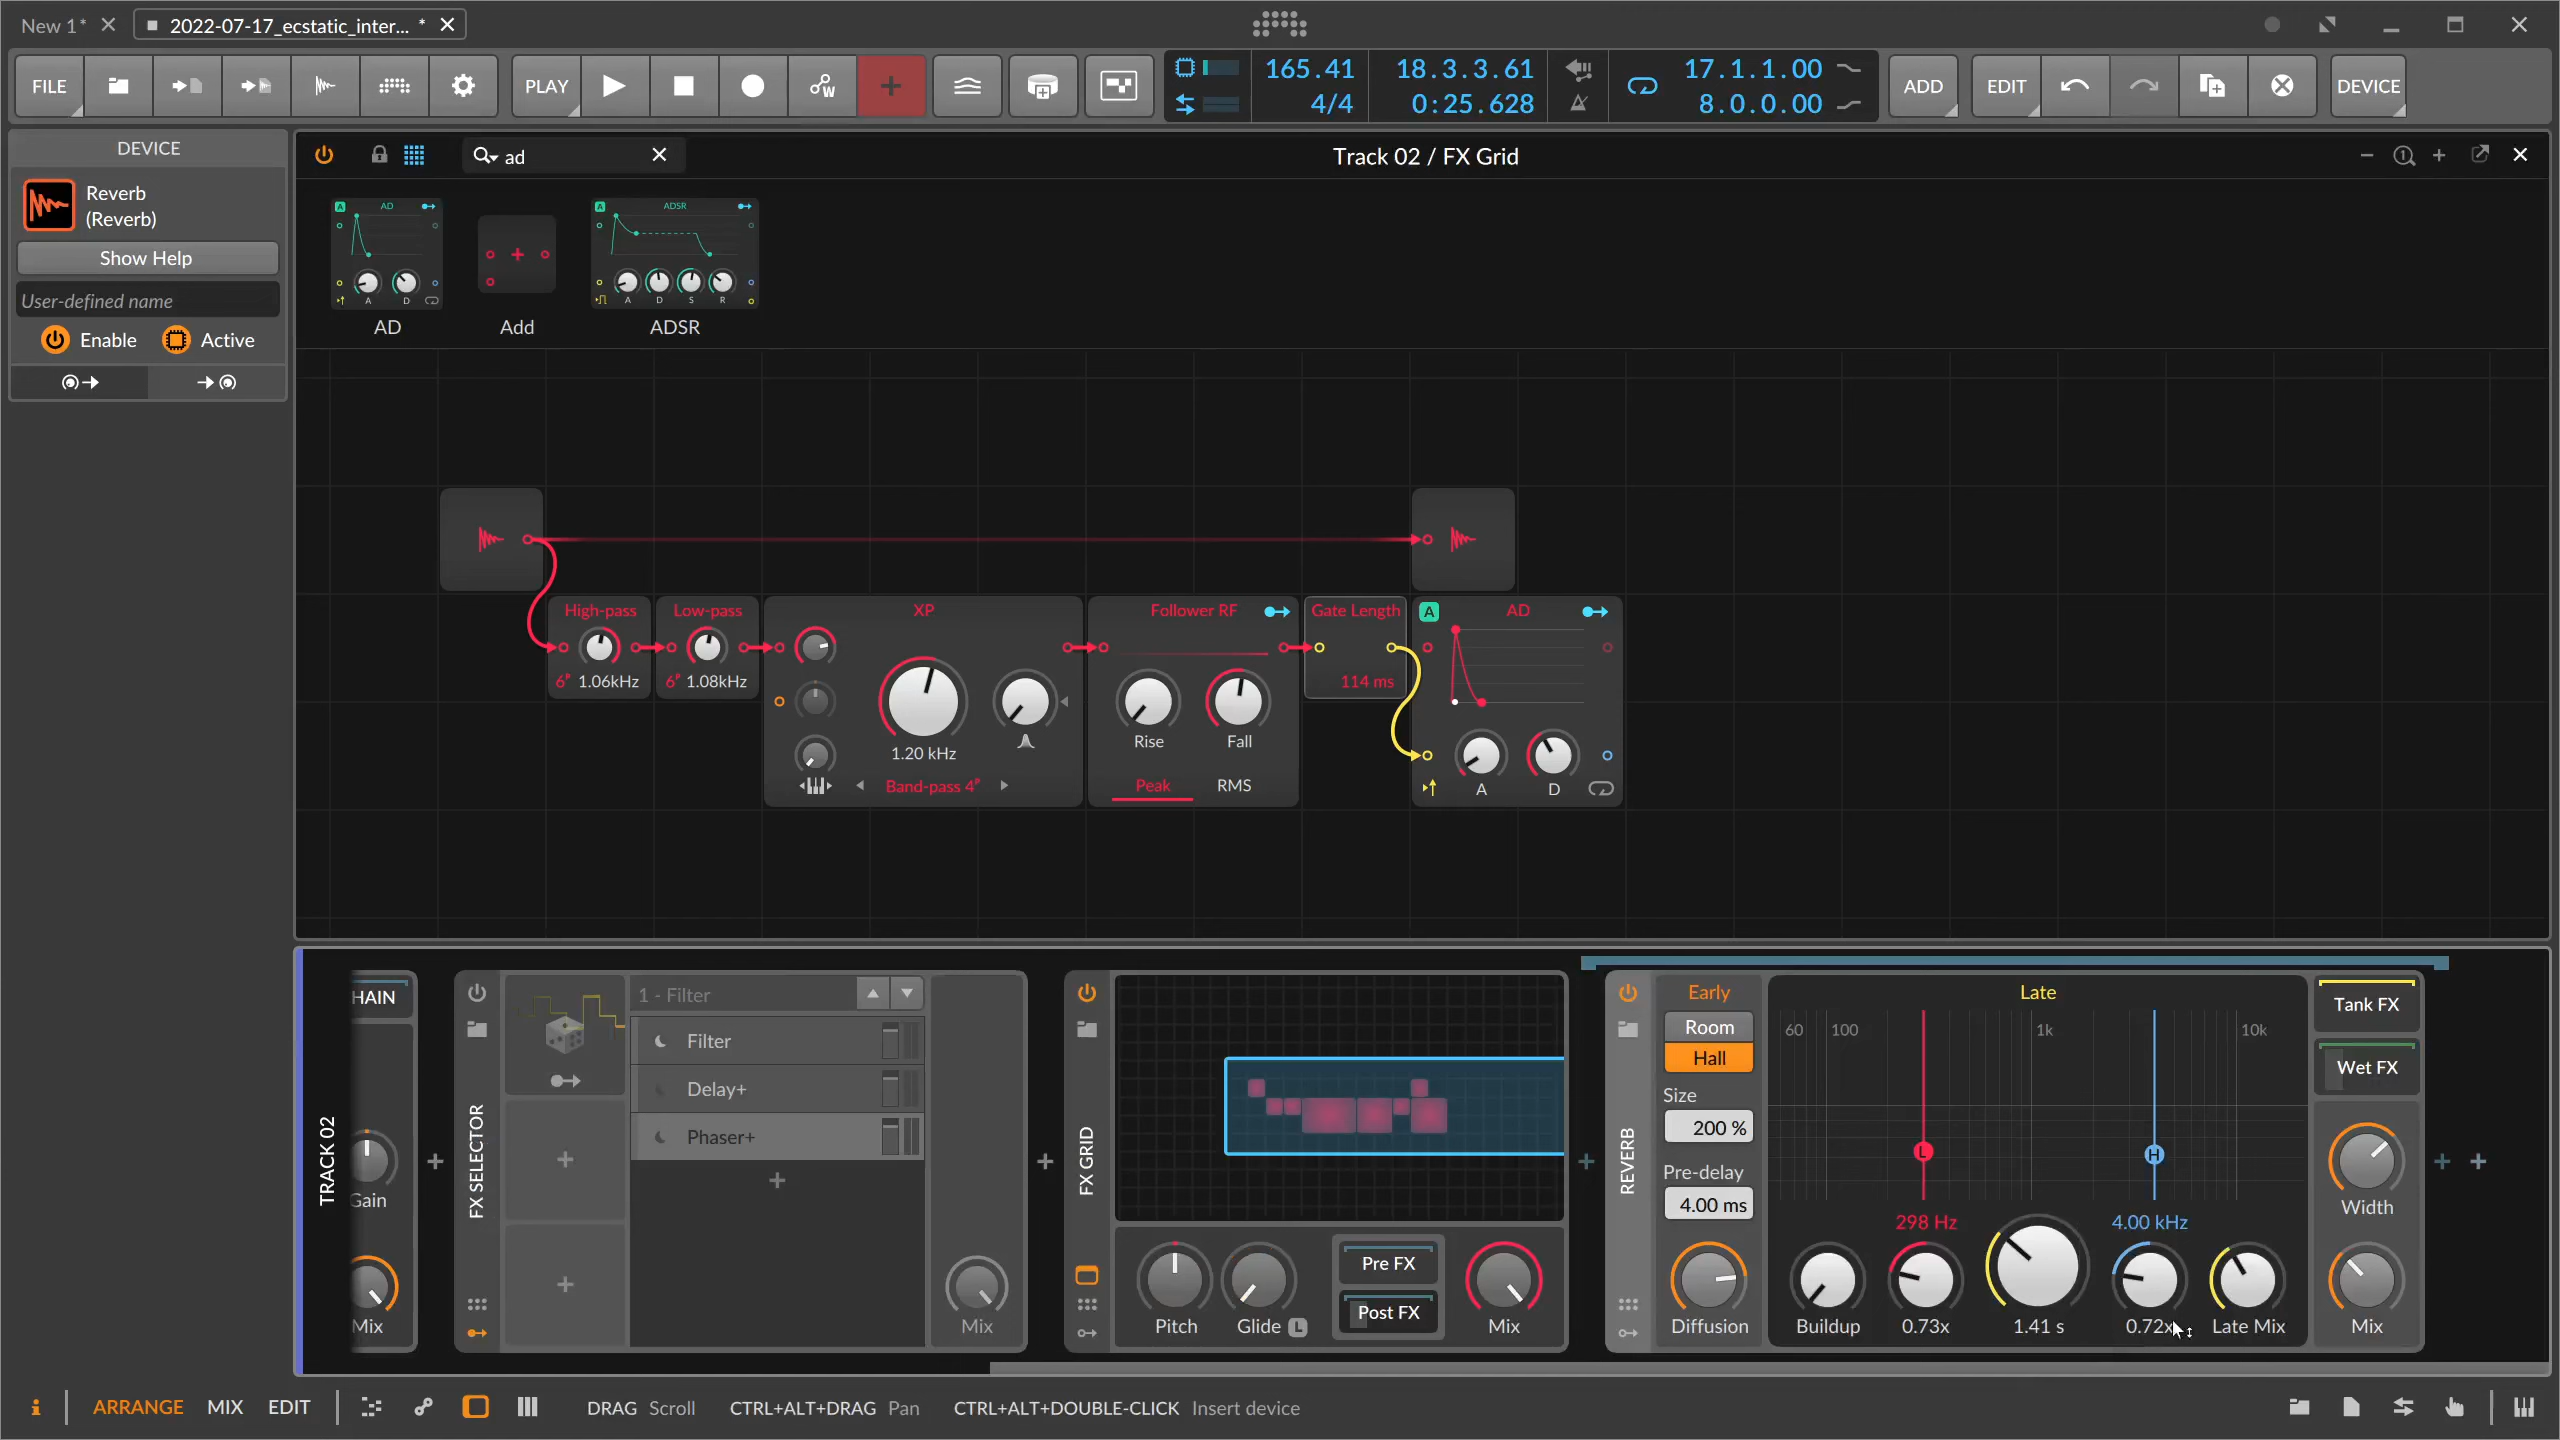 New 1*
2022-07-17_ecstatic_inter... *
FILE
PLAY
165.41
4/4
18.3.3.61
0:25.628
17.1.1.00
8.0.0.00
ADD
EDIT
DEVICE
DEVICE
Reverb
(Reverb)
Show Help
User-defined name
Enable
Active
ad
Track 02 / FX Grid
A
AD
A
D
AD
Add
A
ADSR
A
D
S
R
ADSR
High-pass
6" 1.06kHz
Low-pass
6" 1.08kHz
XP
1.20 kHz
Band-pass 4"
Follower RF
Rise
Fall
Peak
RMS
Gate Length
114 ms
A
AD
A
D
TRACK 02
HAIN
Gain
Mix
FX SELECTOR
1 - Filter
Filter
Delay+
Phaser+
Mix
FX GRID
Pitch
Glide
L
Pre FX
Post FX
Mix
REVERB
Early
Room
Hall
Size
200 %
Pre-delay
4.00 ms
Diffusion
Late
60
100
1k
10k
L
H
298 Hz
4.00 kHz
Buildup
0.73x
1.41 s
0.72x
Late Mix
Tank FX
Wet FX
Width
Mix
i
ARRANGE
MIX
EDIT
DRAG Scroll
CTRL+ALT+DRAG Pan
CTRL+ALT+DOUBLE-CLICK Insert device